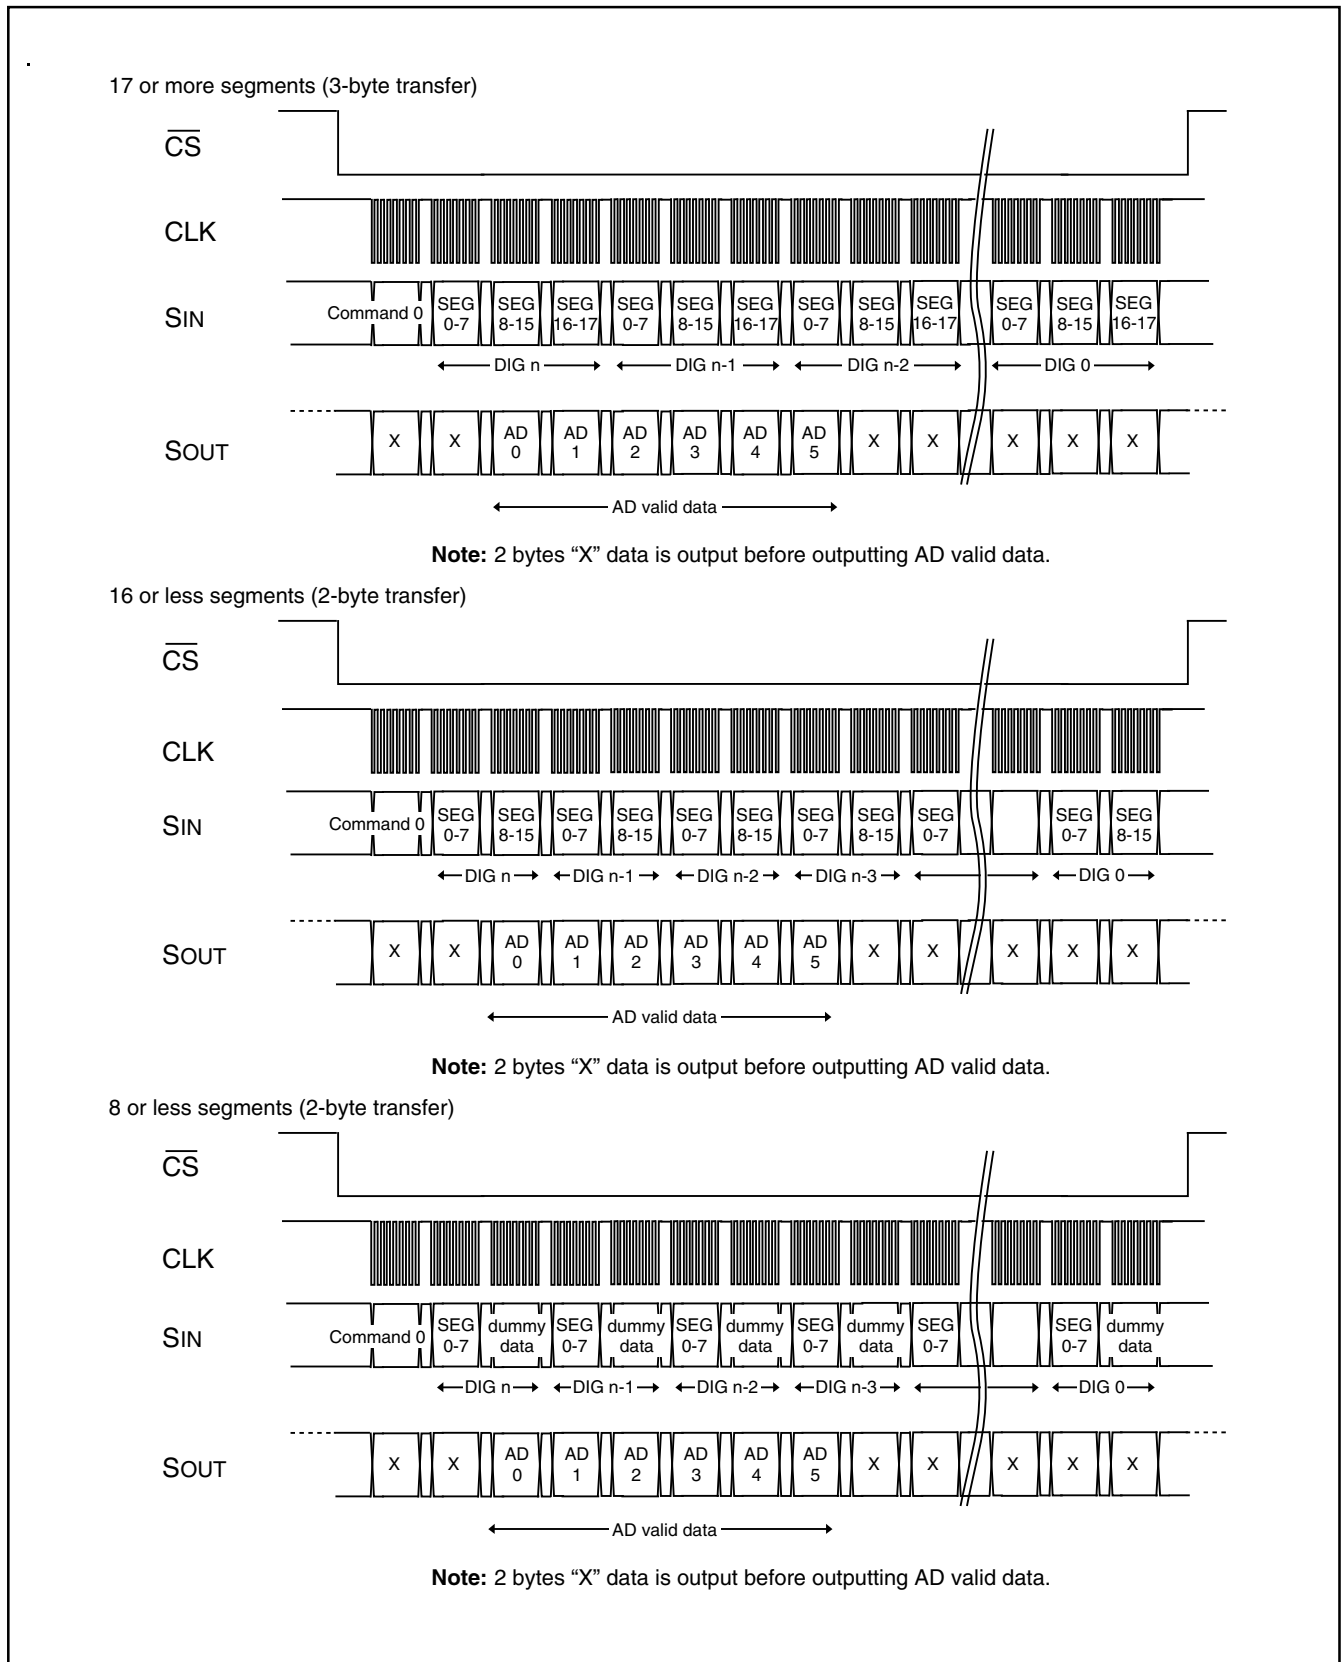 17 or more segments (3-byte transfer)
CS
CLK
SIN
Command 0 SEG 0-7 SEG 8-15 SEG 16-17 SEG 0-7 SEG 8-15 SEG 16-17 SEG 0-7 SEG 8-15 SEG 16-17 SEG 0-7 SEG 8-15 SEG 16-17
DIG n DIG n-1 DIG n-2 DIG 0
SOUT
X X AD 0 AD 1 AD 2 AD 3 AD 4 AD 5 X X X X X
AD valid data
Note: 2 bytes “X” data is output before outputting AD valid data.
16 or less segments (2-byte transfer)
CS
CLK
SIN
Command 0 SEG 0-7 SEG 8-15 SEG 0-7 SEG 8-15 SEG 0-7 SEG 8-15 SEG 0-7 SEG 8-15 SEG 0-7 SEG 0-7 SEG 8-15
DIG n DIG n-1 DIG n-2 DIG n-3 DIG 0
SOUT
X X AD 0 AD 1 AD 2 AD 3 AD 4 AD 5 X X X X X
AD valid data
Note: 2 bytes “X” data is output before outputting AD valid data.
8 or less segments (2-byte transfer)
CS
CLK
SIN
Command 0 SEG 0-7 dummy data SEG 0-7 dummy data SEG 0-7 dummy data SEG 0-7 dummy data SEG 0-7 SEG 0-7 dummy data
DIG n DIG n-1 DIG n-2 DIG n-3 DIG 0
SOUT
X X AD 0 AD 1 AD 2 AD 3 AD 4 AD 5 X X X X X
AD valid data
Note: 2 bytes “X” data is output before outputting AD valid data.